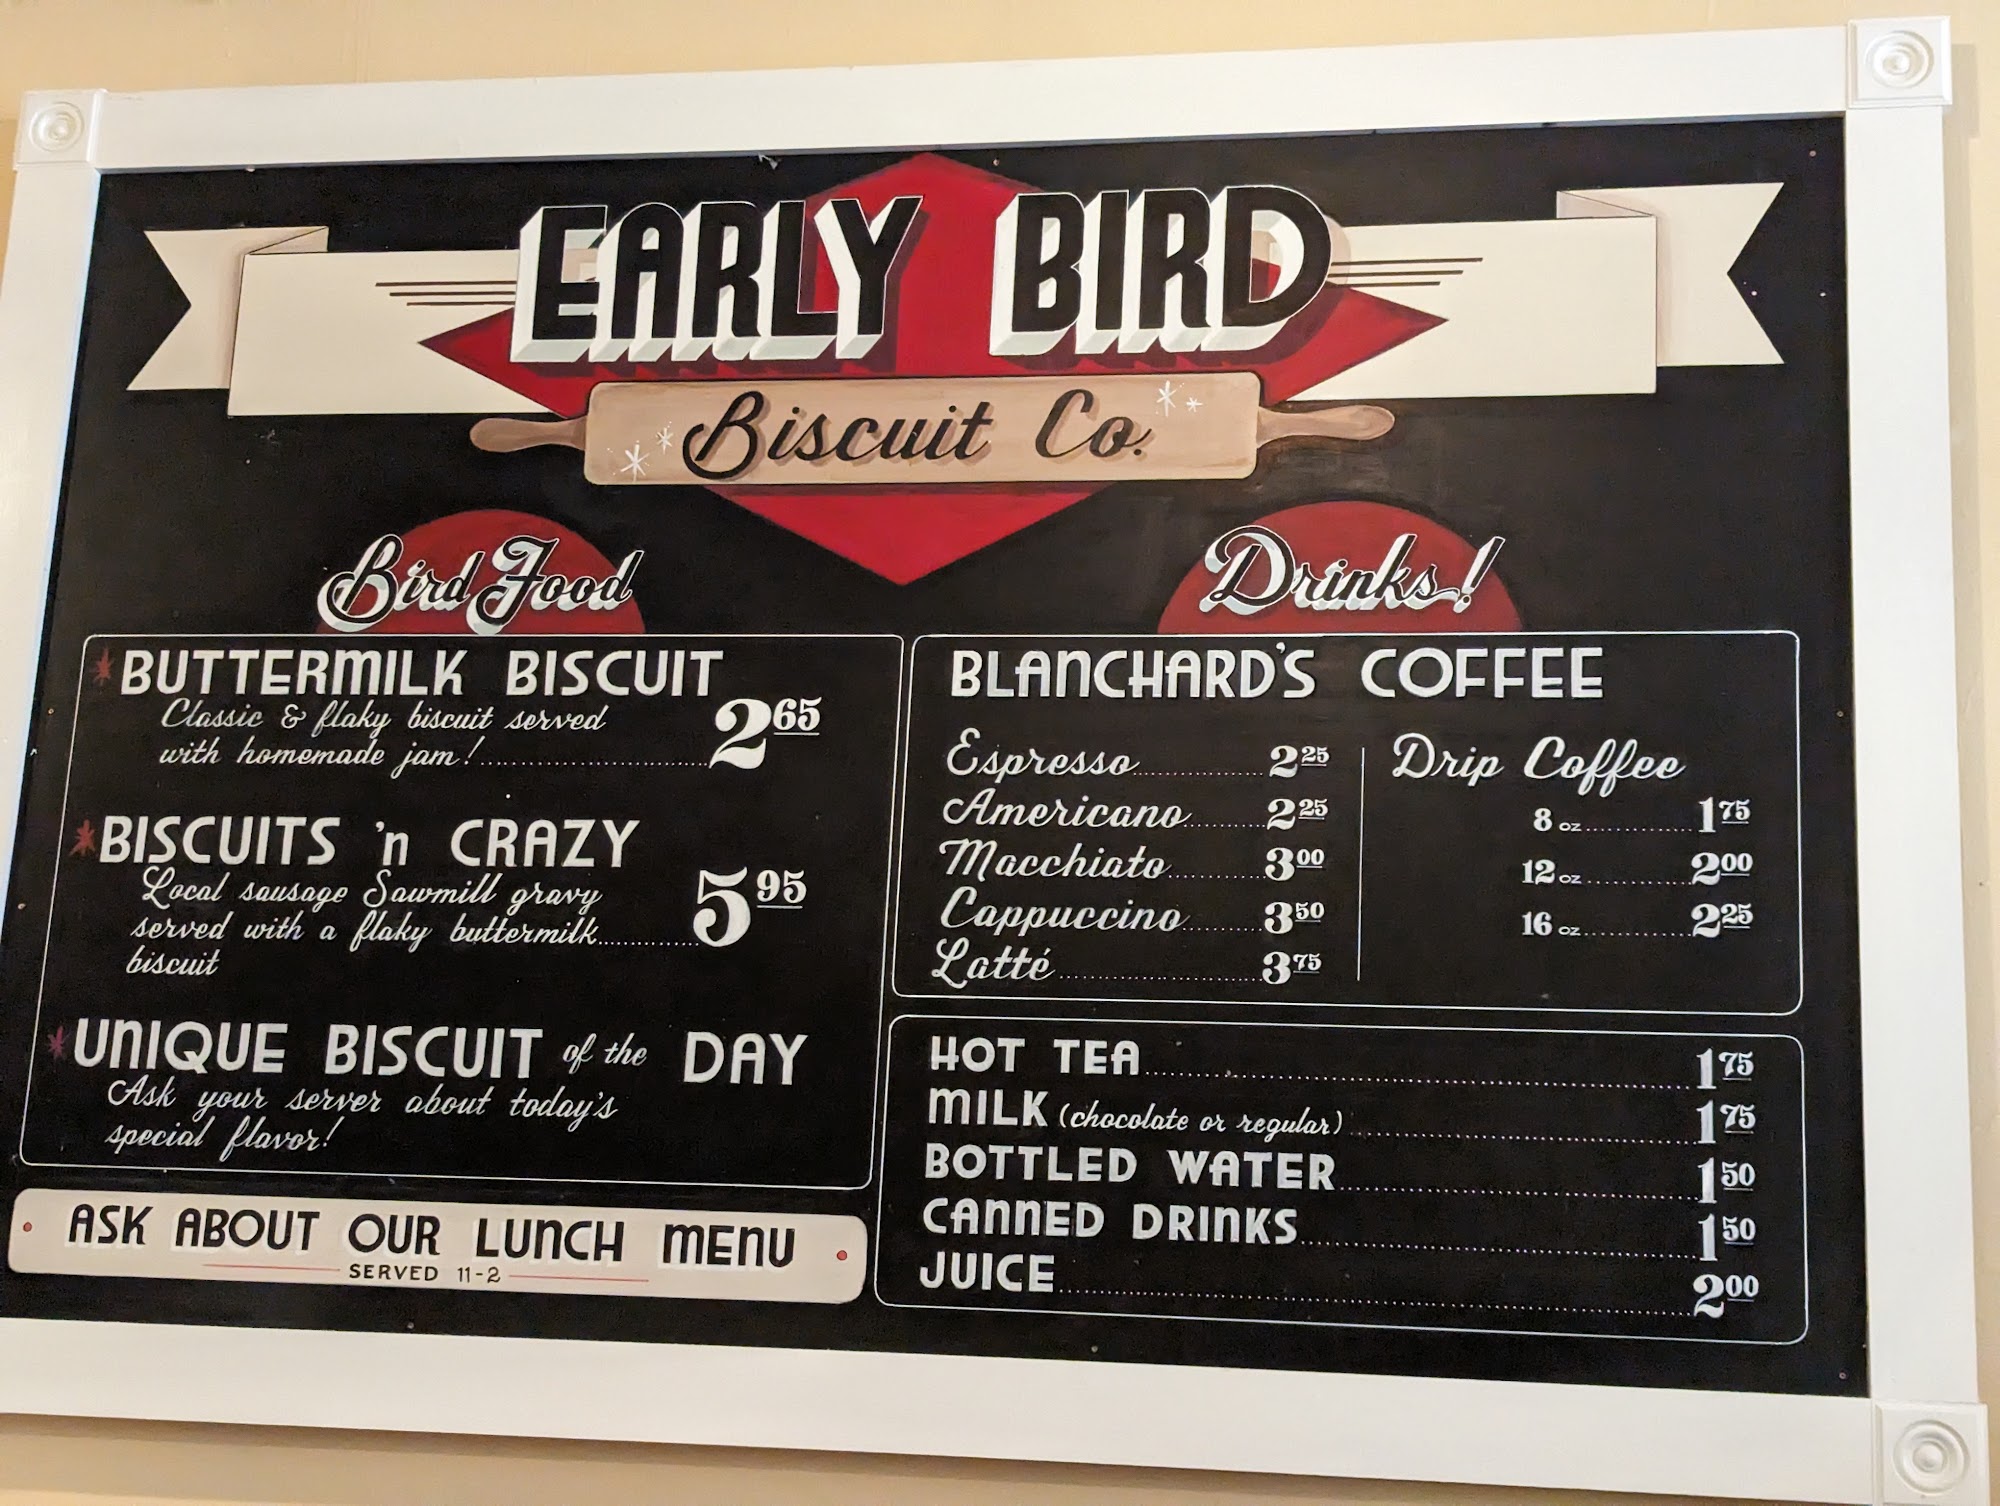 EARLY BIRD
Biscuit Co.
Bird Food
BUTTERMILK BISCUIT
Classic & flaky biscuit served
with homemade jam!..........2 65
BISCUITS 'n CRAZY
Local sausage Sawmill gravy
served with a flaky buttermilk..........5 95
biscuit
UNIQUE BISCUIT of the DAY
Ask your server about today's
special flavor!
ASK ABOUT OUR LUNCH MENU
SERVED 11-2
Drinks!
BLANCHARD'S COFFEE
Espresso..........2 25
Americano..........2 25
Macchiato..........3 00
Cappuccino..........3 50
Latté..........3 75
Drip Coffee
8 oz..........1 75
12 oz..........2 00
16 oz..........2 25
HOT TEA..........1 75
MILK (chocolate or regular)..........1 75
BOTTLED WATER..........1 50
CANNED DRINKS..........1 50
JUICE..........2 00